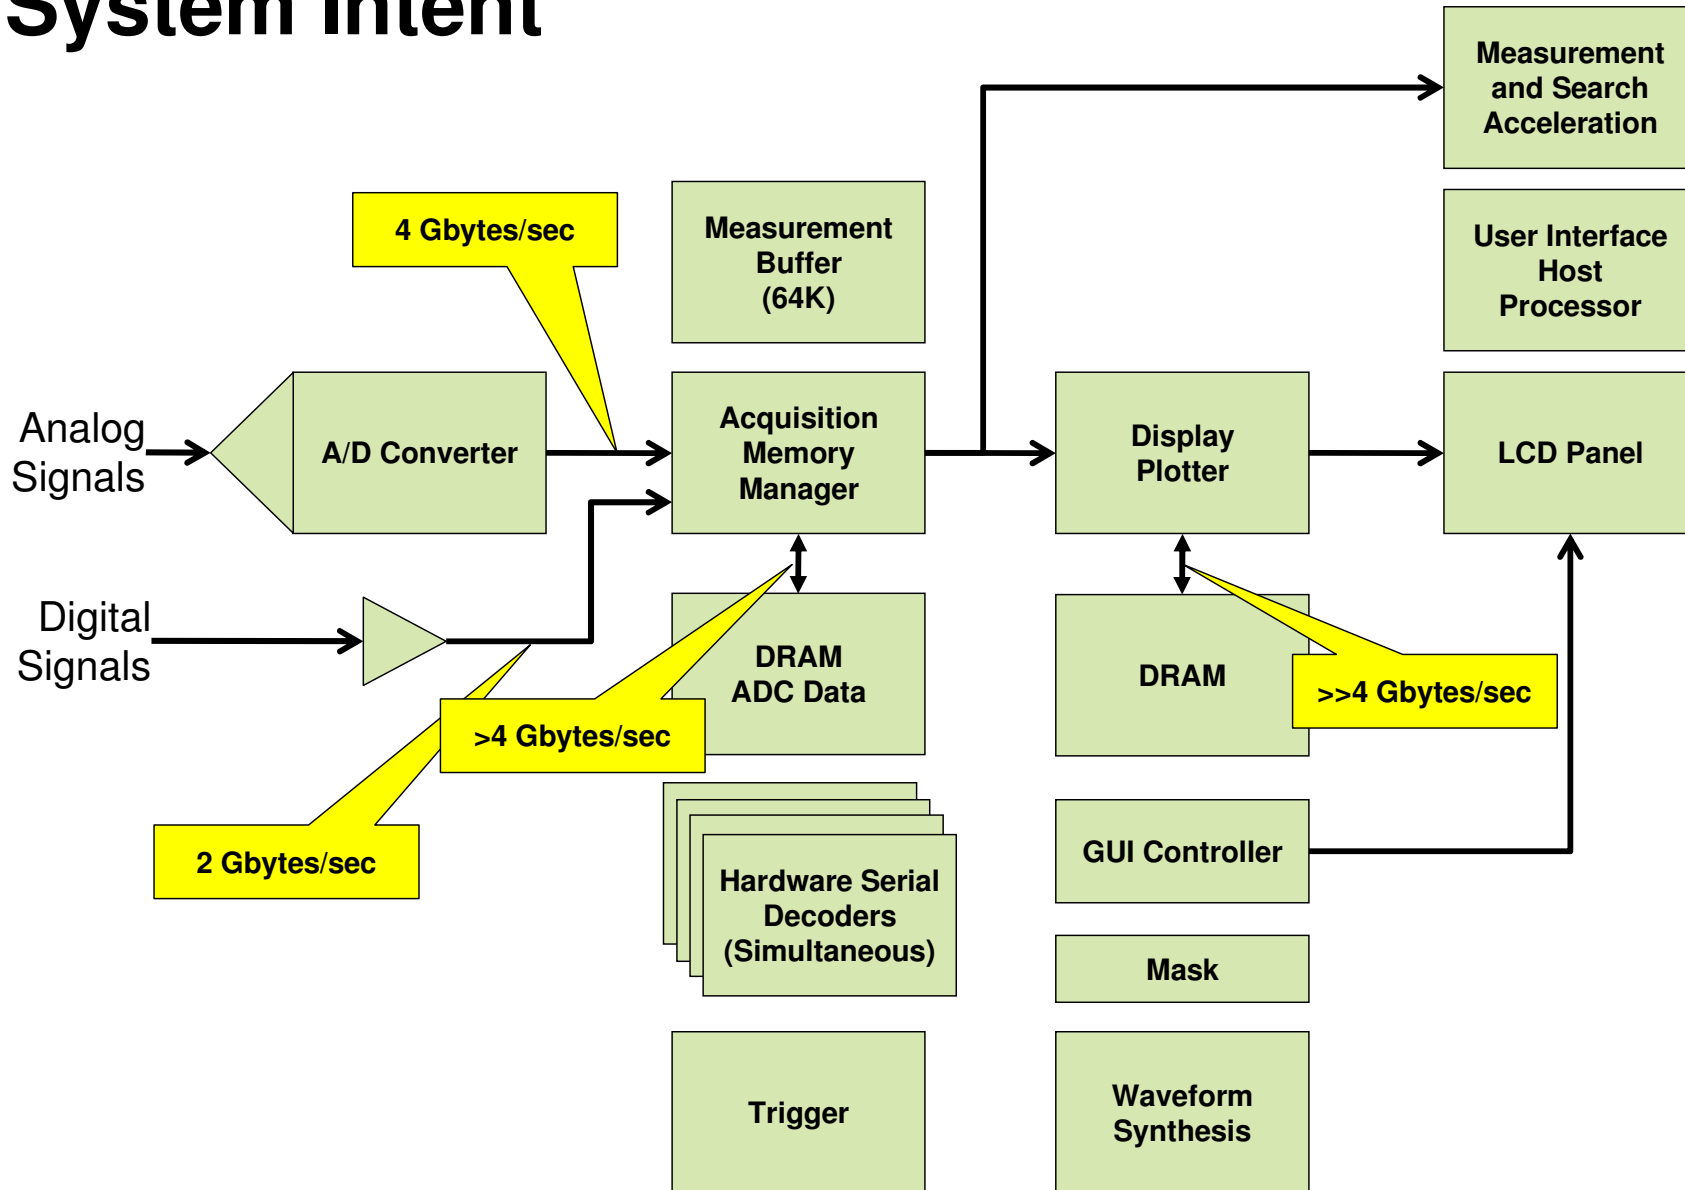 System Intent
Measurement
and Search
Acceleration
4 Gbytes/sec
Measurement
Buffer
(64K)
User Interface
Host
Processor
Analog
Signals
A/D Converter
Acquisition
Memory
Manager
Display
Plotter
LCD Panel
Digital
Signals
DRAM
ADC Data
DRAM
>>4 Gbytes/sec
>4 Gbytes/sec
2 Gbytes/sec
GUI Controller
Hardware Serial
Decoders
(Simultaneous)
Mask
Trigger
Waveform
Synthesis